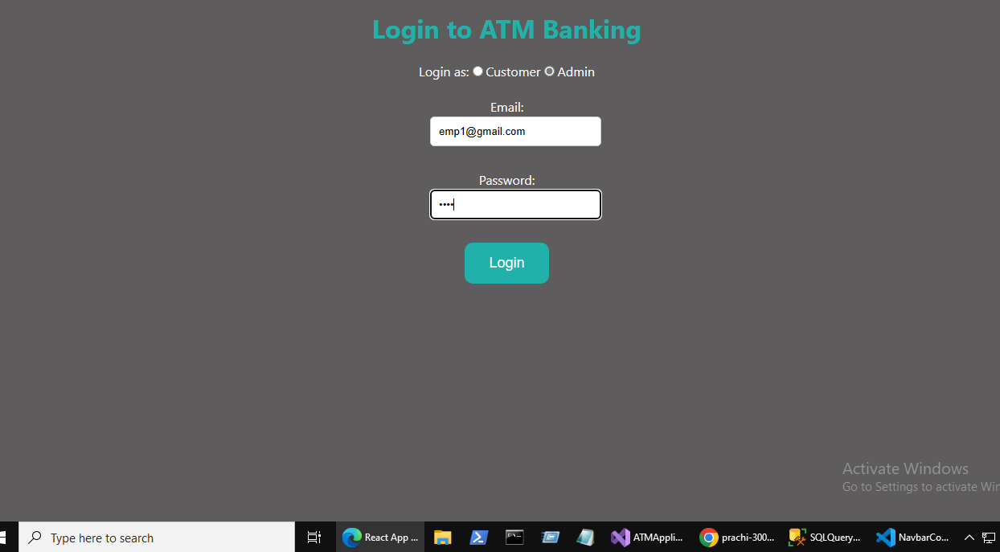 Login to ATM Banking
Login as: Customer Admin
Email:
emp1@gmail.com
Password:
••••
Login
Activate Windows
Go to Settings to activate Win
Type here to search
React App ...
ATMAppli...
prachi-300...
SQLQuery...
NavbarCo...